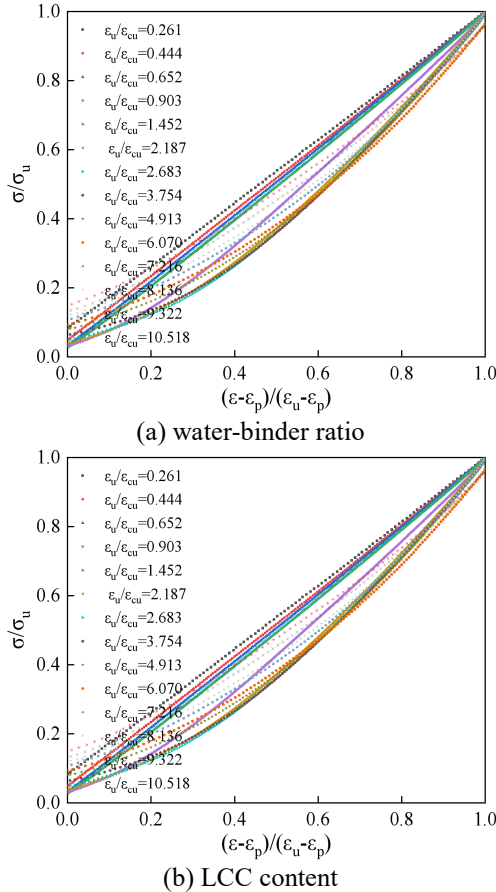 1.0
0.8
0.6
0.4
0.2
0.0
σ/σu
εu/εcu=0.261
εu/εcu=0.444
εu/εcu=0.652
εu/εcu=0.903
εu/εcu=1.452
εu/εcu=2.187
εu/εcu=2.683
εu/εcu=3.754
εu/εcu=4.913
εu/εcu=6.070
εu/εcu=7.216
εu/εcu=8.136
εu/εcu=9.322
εu/εcu=10.518
0.0 0.2 0.4 0.6 0.8 1.0
(ε-εp)/(εu-εp)
(a) water-binder ratio
1.0
0.8
0.6
0.4
0.2
0.0
σ/σu
εu/εcu=0.261
εu/εcu=0.444
εu/εcu=0.652
εu/εcu=0.903
εu/εcu=1.452
εu/εcu=2.187
εu/εcu=2.683
εu/εcu=3.754
εu/εcu=4.913
εu/εcu=6.070
εu/εcu=7.216
εu/εcu=8.136
εu/εcu=9.322
εu/εcu=10.518
0.0 0.2 0.4 0.6 0.8 1.0
(ε-εp)/(εu-εp)
(b) LCC content